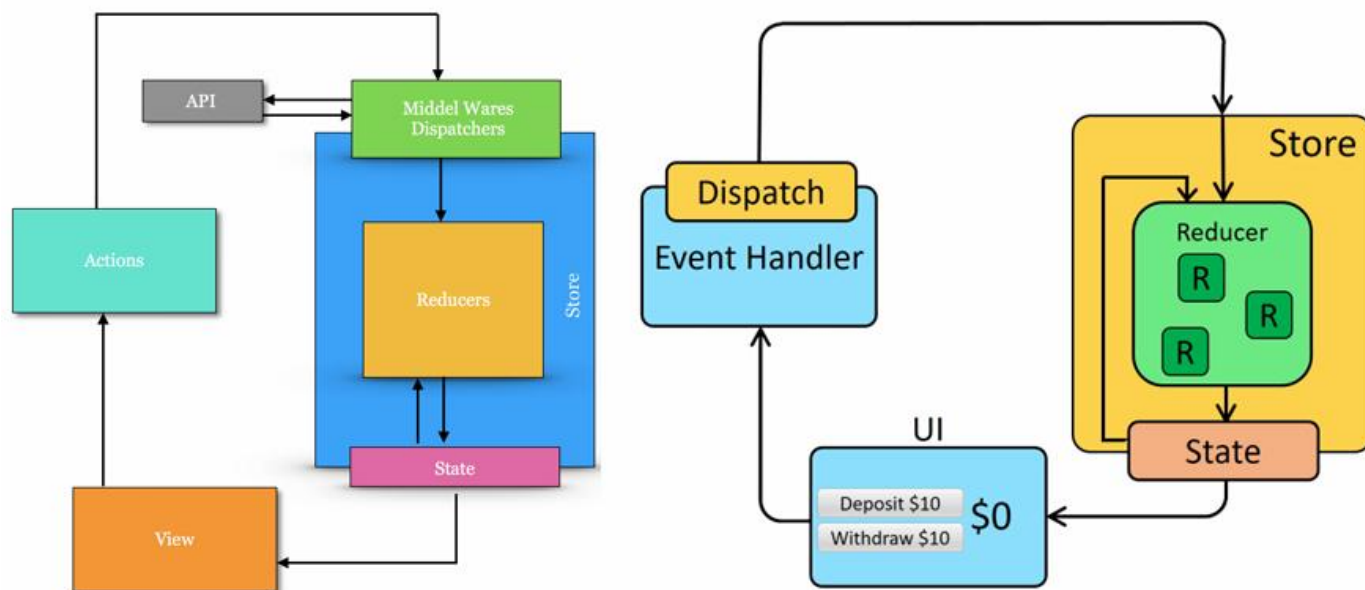 API
Middel Wares
Dispatchers
Actions
Reducers
Store
State
View
Dispatch
Event Handler
Store
Reducer
R
R
R
State
UI
Deposit $10
Withdraw $10
$0